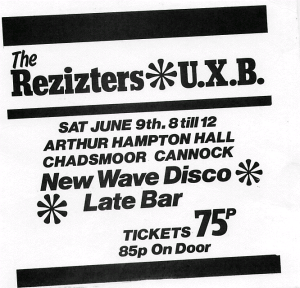 The
Rezizters*U.X.B.
SAT JUNE 9th. 8 till 12
ARTHUR HAMPTON HALL
CHADSMOOR CANNOCK
New Wave Disco *
* Late Bar
TICKETS 75P
85p On Door